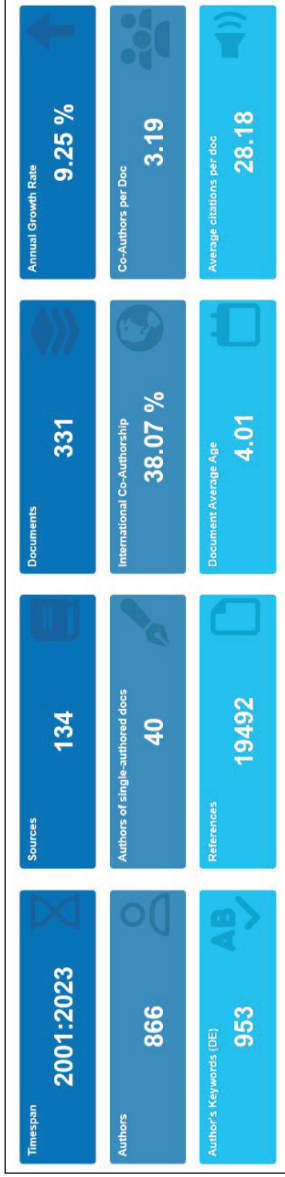 Timespan
2001:2023
Sources
134
Documents
331
Annual Growth Rate
9.25 %
Authors
866
Authors of single-authored docs
40
International Co-Authorship
38.07 %
Co-Authors per Doc
3.19
Author's Keywords (DE)
953
AB
References
19492
Document Average Age
4.01
Average citations per doc
28.18